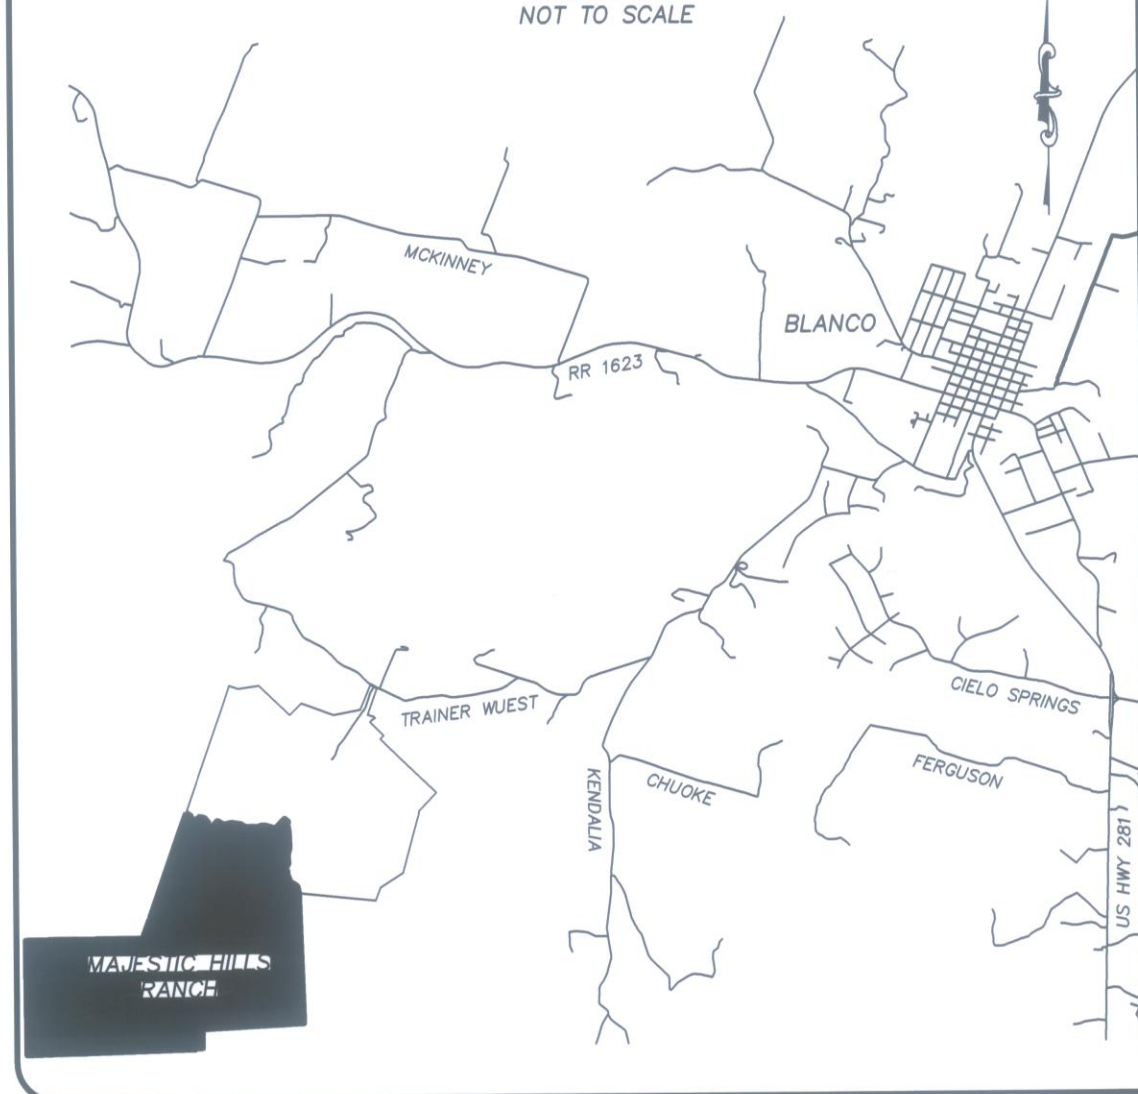 NOT TO SCALE
MCKINNEY
BLANCO
RR 1623
CIELO SPRINGS
TRAINER WUEST
FERGUSON
KENDALIA
CHUOKE
US HWY 281
MAJESTIC HILLS
RANCH